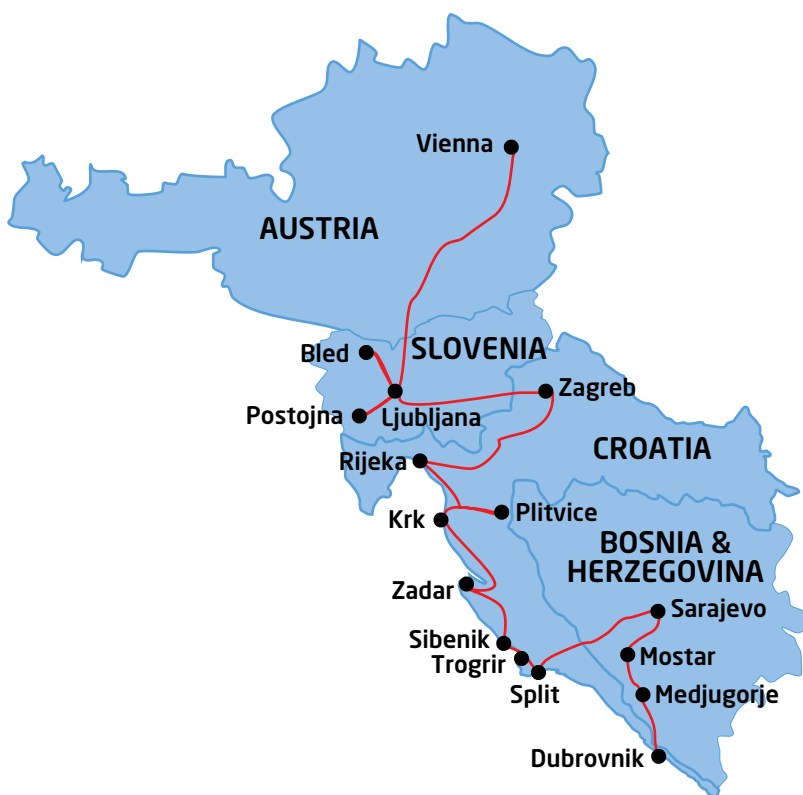 Vienna
AUSTRIA
Bled
SLOVENIA
Zagreb
Postojna
Ljubljana
Rijeka
CROATIA
Krk
Plitvice
BOSNIA &
HERZEGOVINA
Zadar
Sarajevo
Sibenik
Trogrir
Mostar
Split
Medjugorje
Dubrovnik